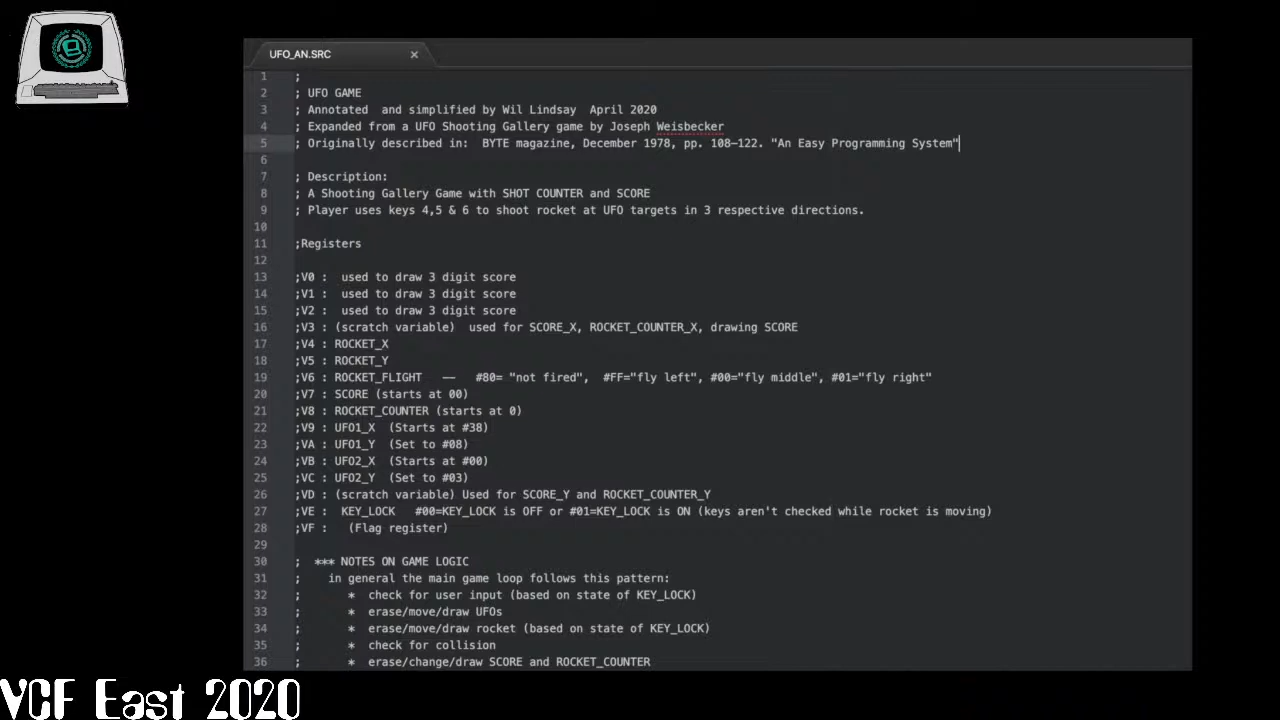 UFO_AN.SRC ×
1 ;
2 ; UFO GAME
3 ; Annotated  and simplified by Wil Lindsay  April 2020
4 ; Expanded from a UFO Shooting Gallery game by Joseph Weisbecker
5 ; Originally described in:  BYTE magazine, December 1978, pp. 108–122. "An Easy Programming System"
6
7 ; Description:
8 ; A Shooting Gallery Game with SHOT COUNTER and SCORE
9 ; Player uses keys 4,5 & 6 to shoot rocket at UFO targets in 3 respective directions.
10
11 ;Registers
12
13 ;V0 :  used to draw 3 digit score
14 ;V1 :  used to draw 3 digit score
15 ;V2 :  used to draw 3 digit score
16 ;V3 : (scratch variable)  used for SCORE_X, ROCKET_COUNTER_X, drawing SCORE
17 ;V4 : ROCKET_X
18 ;V5 : ROCKET_Y
19 ;V6 : ROCKET_FLIGHT   ––   #80= "not fired",  #FF="fly left", #00="fly middle", #01="fly right"
20 ;V7 : SCORE (starts at 00)
21 ;V8 : ROCKET_COUNTER (starts at 0)
22 ;V9 : UFO1_X  (Starts at #38)
23 ;VA : UFO1_Y  (Set to #08)
24 ;VB : UFO2_X  (Starts at #00)
25 ;VC : UFO2_Y  (Set to #03)
26 ;VD : (scratch variable) Used for SCORE_Y and ROCKET_COUNTER_Y
27 ;VE :  KEY_LOCK   #00=KEY_LOCK is OFF or #01=KEY_LOCK is ON (keys aren't checked while rocket is moving)
28 ;VF :   (Flag register)
29
30 ;  *** NOTES ON GAME LOGIC
31 ;    in general the main game loop follows this pattern:
32 ;       *  check for user input (based on state of KEY_LOCK)
33 ;       *  erase/move/draw UFOs
34 ;       *  erase/move/draw rocket (based on state of KEY_LOCK)
35 ;       *  check for collision
36 ;       *  erase/change/draw SCORE and ROCKET_COUNTER
VCF East 2020